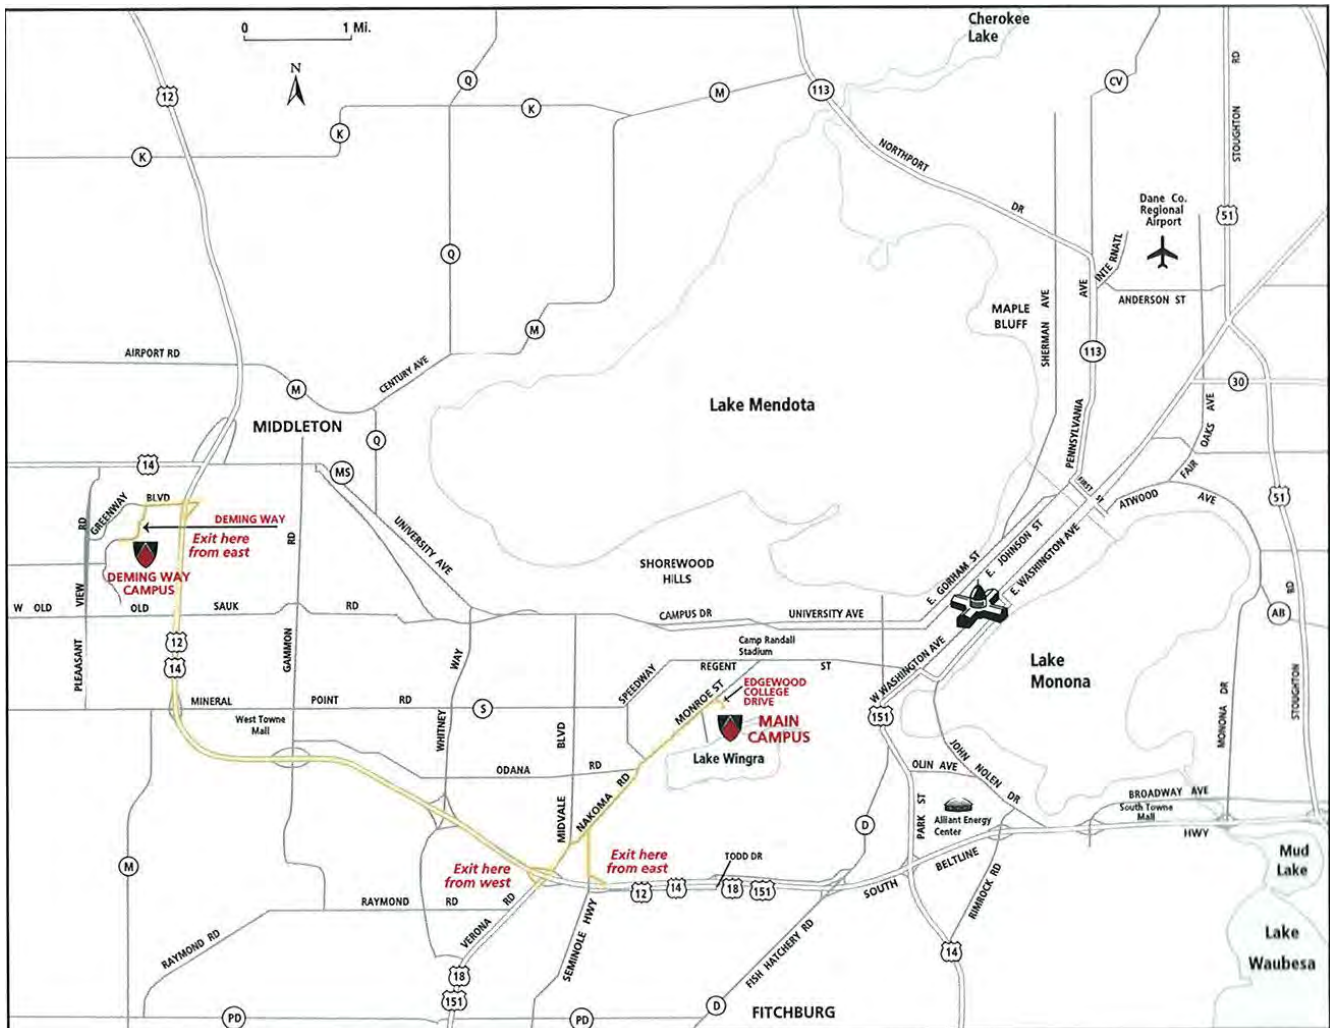 0 1 Mi.
N
Cherokee
Lake
12
Q
K
K
K
M
113
CV
STOUGHTON
RD
NORTHPORT
DR
Dane Co.
Regional
Airport
51
INTERNATL
ANDERSON ST
Q
M
MAPLE
BLUFF
SHERMAN AVE
AVE
113
PENNSYLVANIA
30
AIRPORT RD
M
CENTURY AVE
Lake Mendota
MIDDLETON
Q
14
MS
FAIR
OAKS AVE
FIRST ST
ATWOOD AVE
51
GREENWAY
BLVD
DEMING WAY
Exit here
from east
DEMING WAY
CAMPUS
RD
VIEW
PLEAASANT
UNIVERSITY AVE
SHOREWOOD
HILLS
E. GORHAM ST
E. JOHNSON ST
E. WASHINGTON AVE
W OLD
OLD
SAUK
RD
CAMPUS DR
UNIVERSITY AVE
AB
RD
STOUGHTON
12
14
GAMMON
RD
WHITNEY
WAY
SPEEDWAY
Camp Randall
Stadium
REGENT ST
W WASHINGTON AVE
Lake
Monona
MONONA DR
MONROE ST
EDGEWOOD
COLLEGE
DRIVE
MAIN
CAMPUS
Lake Wingra
151
MINERAL
POINT
RD
S
West Towne
Mall
MIDVALE
BLVD
ODANA
RD
NAKOMA RD
OLIN AVE
JOHN NOLEN DR
PARK ST
Alliant Energy
Center
BROADWAY AVE
South Towne
Mall
HWY
M
D
Exit here
from west
Exit here
from east
TODD DR
12
14
18
151
SOUTH
BELTLINE
RIMROCK RD
Mud
Lake
RAYMOND
RD
RD
VERONA
RAYMOND RD
SEMINOLE HWY
FISH HATCHERY RD
14
Lake
Waubesa
18
151
PD
PD
D
FITCHBURG